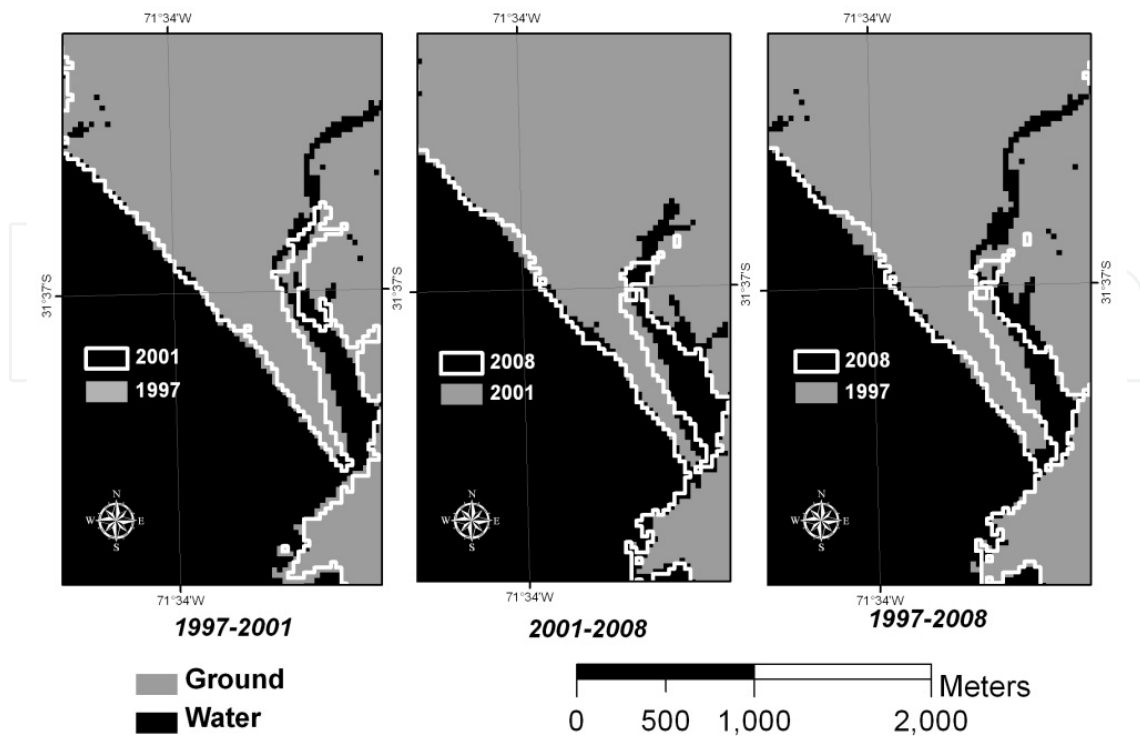 71°34'W
71°34'W
71°34'W
31°37'S
31°37'S
31°37'S
2001
1997
2008
2001
2008
1997
N
W E
S
N
W E
S
N
W E
S
71°34'W
71°34'W
71°34'W
1997-2001
2001-2008
1997-2008
Ground
Water
Meters
0 500 1,000 2,000